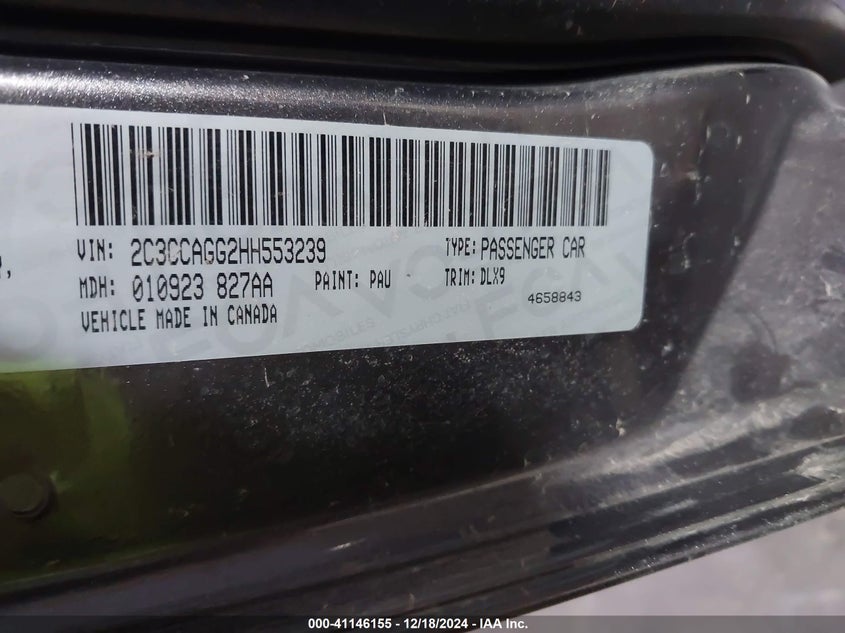 VIN: 2C3CCAGG2HH553239 TYPE: PASSENGER CAR
MDH: 010923 827AA PAINT: PAU TRIM: DLX9
VEHICLE MADE IN CANADA 4658843
000-41146155 — 12/18/2024 — IAA Inc.